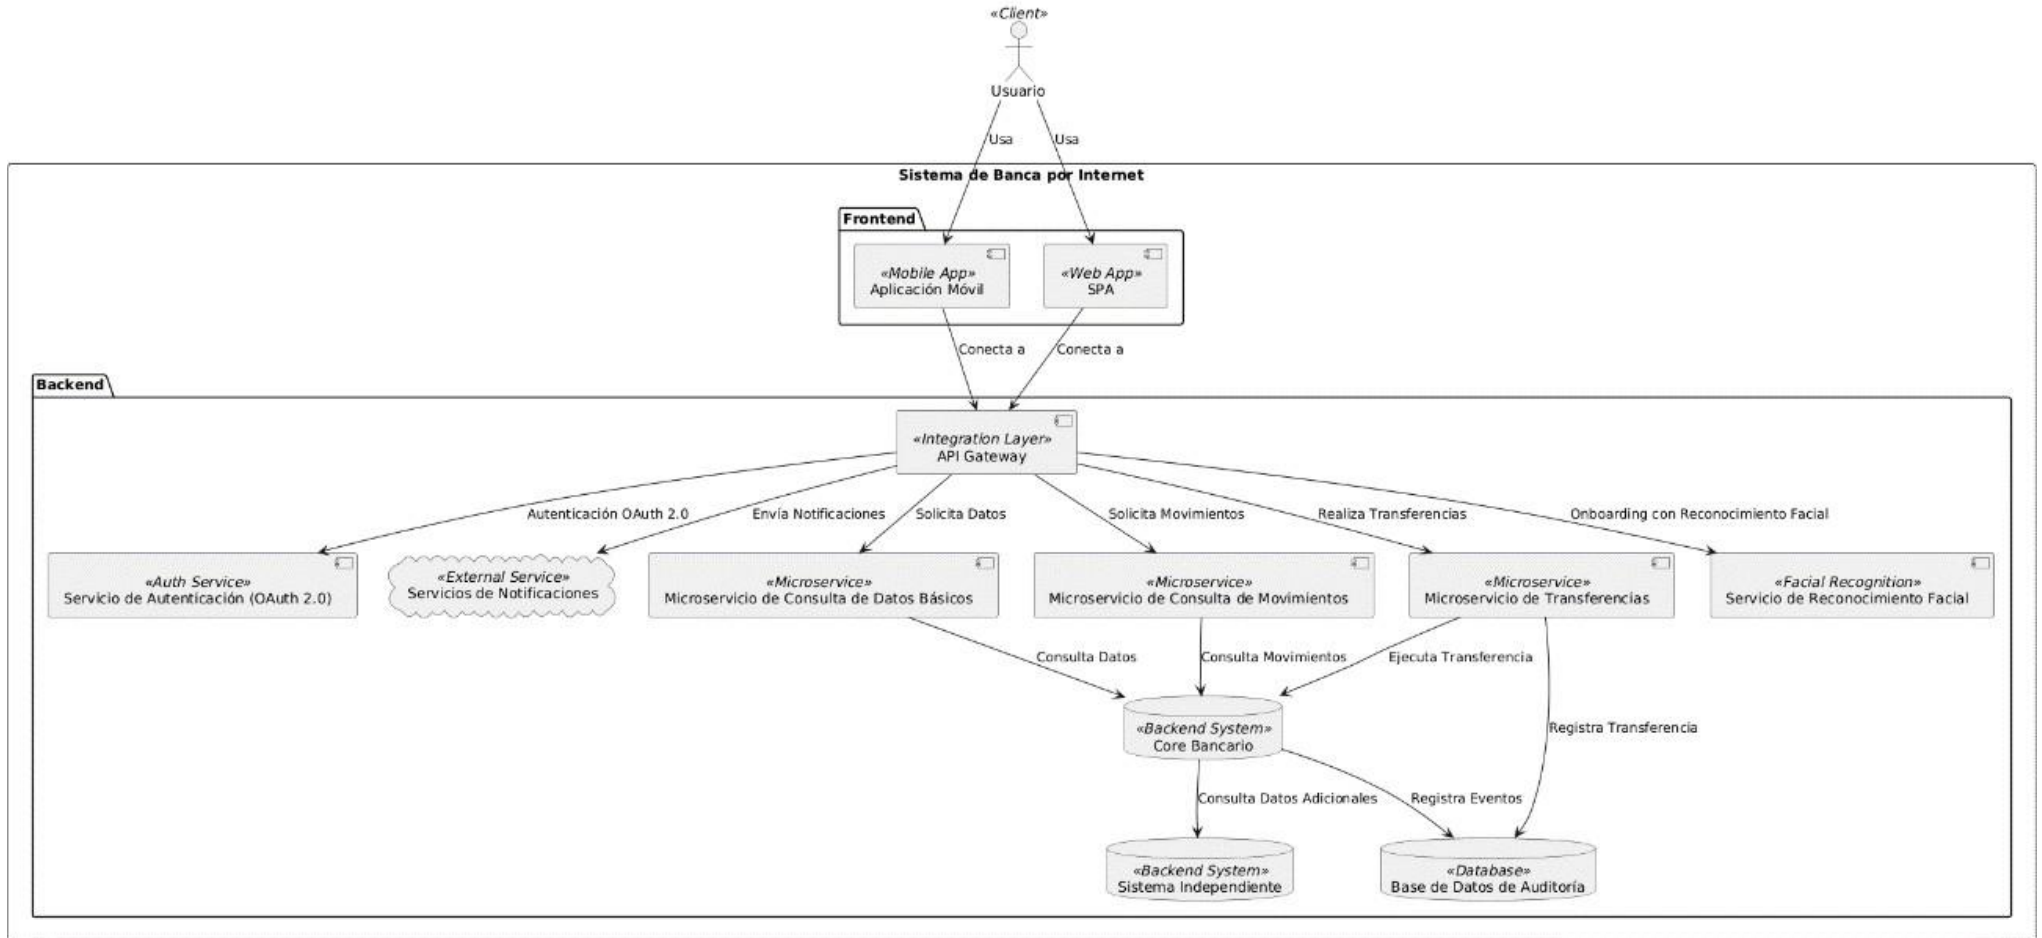 «Client»
Usuario
Usa
Usa
Sistema de Banca por Internet
Frontend
«Mobile App»
Aplicación Móvil
«Web App»
SPA
Conecta a
Conecta a
Backend
«Integration Layer»
API Gateway
Autenticación OAuth 2.0
Envía Notificaciones
Solicita Datos
Solicita Movimientos
Realiza Transferencias
Onboarding con Reconocimiento Facial
«Auth Service»
Servicio de Autenticación (OAuth 2.0)
«External Service»
Servicios de Notificaciones
«Microservice»
Microservicio de Consulta de Datos Básicos
«Microservice»
Microservicio de Consulta de Movimientos
«Microservice»
Microservicio de Transferencias
«Facial Recognition»
Servicio de Reconocimiento Facial
Consulta Datos
Consulta Movimientos
Ejecuta Transferencia
«Backend System»
Core Bancario
Registra Transferencia
Consulta Datos Adicionales
Registra Eventos
«Backend System»
Sistema Independiente
«Database»
Base de Datos de Auditoría